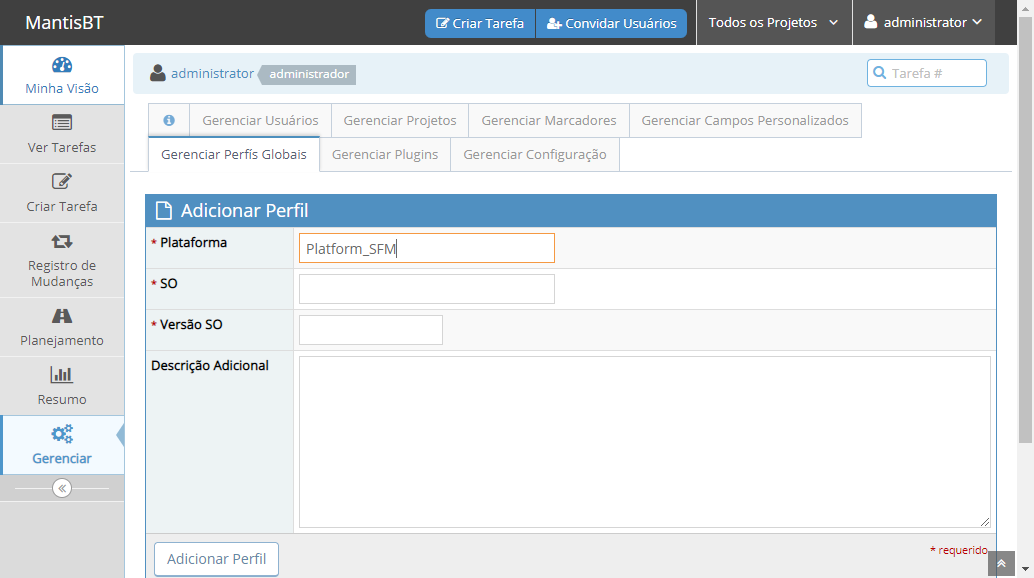 MantisBT
Criar Tarefa
Convidar Usuários
Todos os Projetos
administrator
Minha Visão
Ver Tarefas
Criar Tarefa
Registro de
Mudanças
Planejamento
Resumo
Gerenciar
administrator
administrador
Tarefa #
Gerenciar Usuários
Gerenciar Projetos
Gerenciar Marcadores
Gerenciar Campos Personalizados
Gerenciar Perfís Globais
Gerenciar Plugins
Gerenciar Configuração
Adicionar Perfil
* Plataforma
Platform_SFM
* SO
* Versão SO
Descrição Adicional
Adicionar Perfil
* requerido